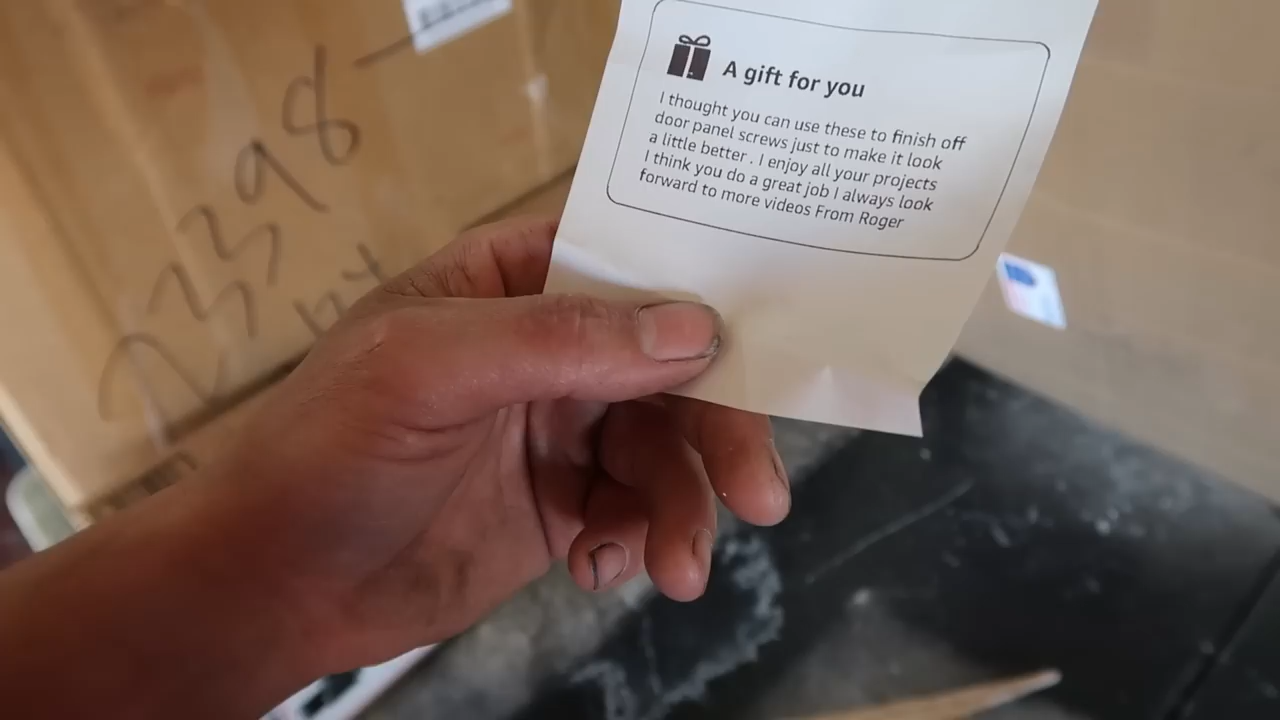 A gift for you
I thought you can use these to finish off
door panel screws just to make it look
a little better . I enjoy all your projects
I think you do a great job I always look
forward to more videos From Roger
23398